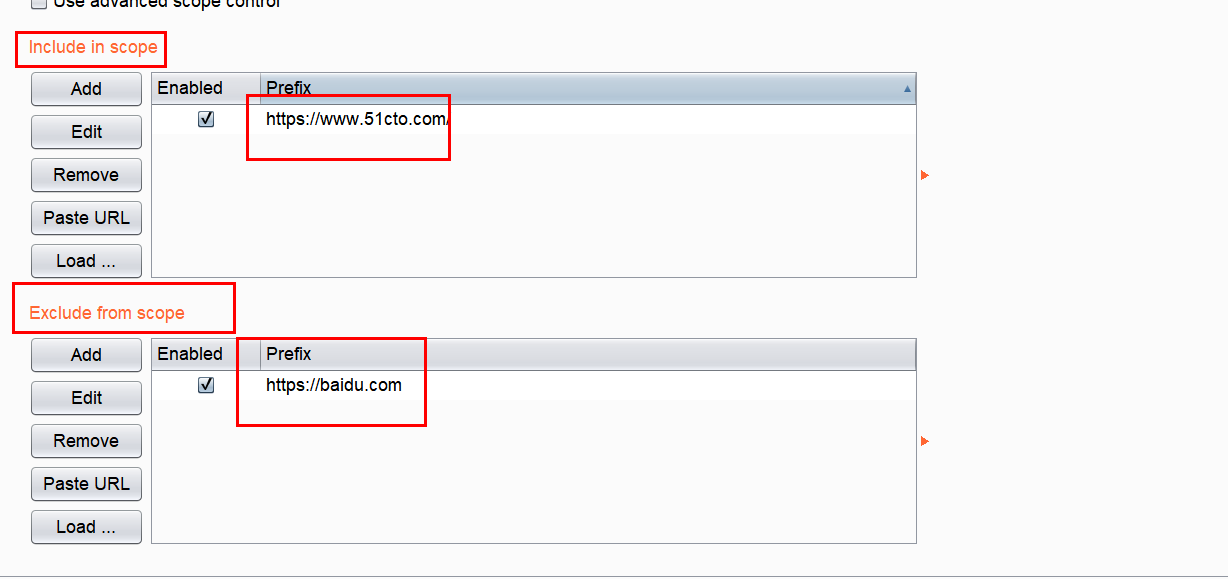 Use advanced scope control
Include in scope
Add
Enabled
Prefix
https://www.51cto.com/
Edit
Remove
Paste URL
Load ...
Exclude from scope
Add
Enabled
Prefix
https://baidu.com
Edit
Remove
Paste URL
Load ...